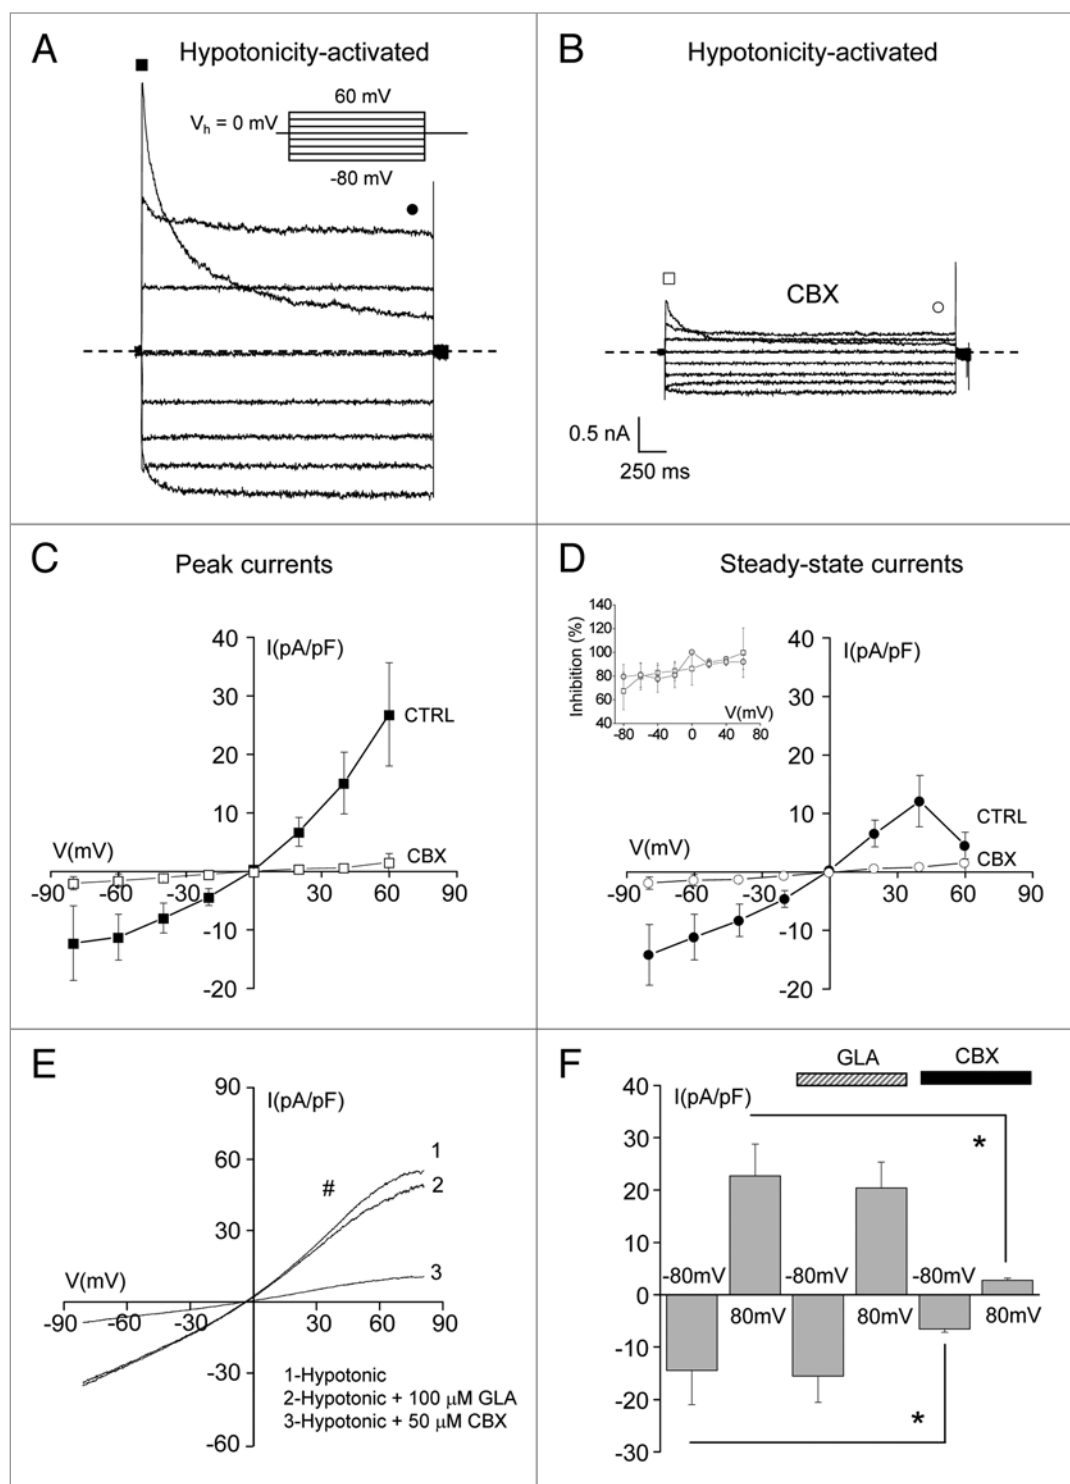 A
Hypotonicity-activated
60 mV
Vh = 0 mV
-80 mV
B
Hypotonicity-activated
CBX
0.5 nA
250 ms
C
Peak currents
40
I(pA/pF)
30
CTRL
20
10
V(mV)
CBX
-90
-60
-30
0
30
60
90
-10
-20
D
Steady-state currents
140
120
100
80
60
40
Inhibition (%)
V(mV)
-80
-40
0
40
80
40
I(pA/pF)
30
20
10
CTRL
V(mV)
CBX
-90
-60
-30
0
30
60
90
-10
-20
E
90
I(pA/pF)
60
1
#
2
30
V(mV)
3
0
-90
-60
-30
30
60
90
-30
1-Hypotonic
2-Hypotonic + 100 μM GLA
3-Hypotonic + 50 μM CBX
-60
F
GLA
CBX
40
I(pA/pF)
30
*
20
10
-80mV
-80mV
-80mV
0
80mV
80mV
80mV
-10
-20
*
-30